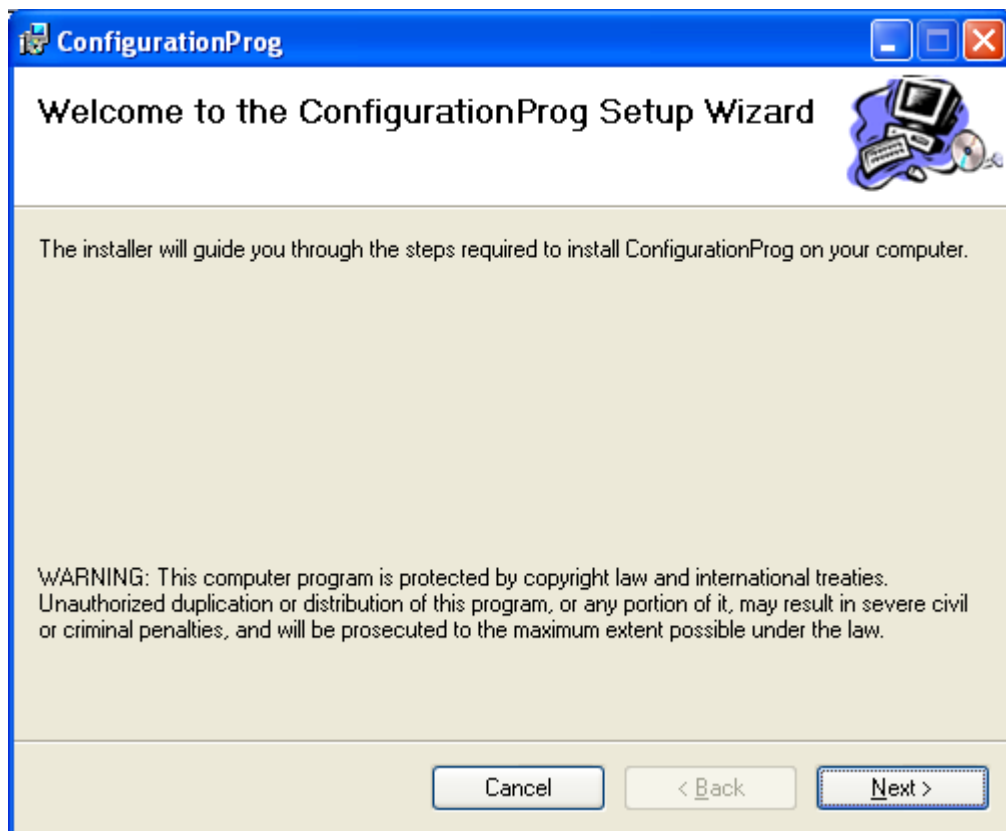 ConfigurationProg
Welcome to the ConfigurationProg Setup Wizard
The installer will guide you through the steps required to install ConfigurationProg on your computer.
WARNING: This computer program is protected by copyright law and international treaties.
Unauthorized duplication or distribution of this program, or any portion of it, may result in severe civil
or criminal penalties, and will be prosecuted to the maximum extent possible under the law.
Cancel < Back Next >